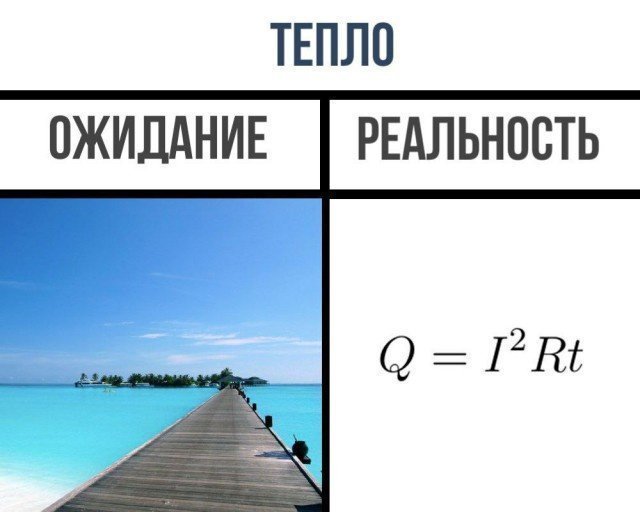 ТЕПЛО
ОЖИДАНИЕ
РЕАЛЬНОСТЬ
Q = I²Rt